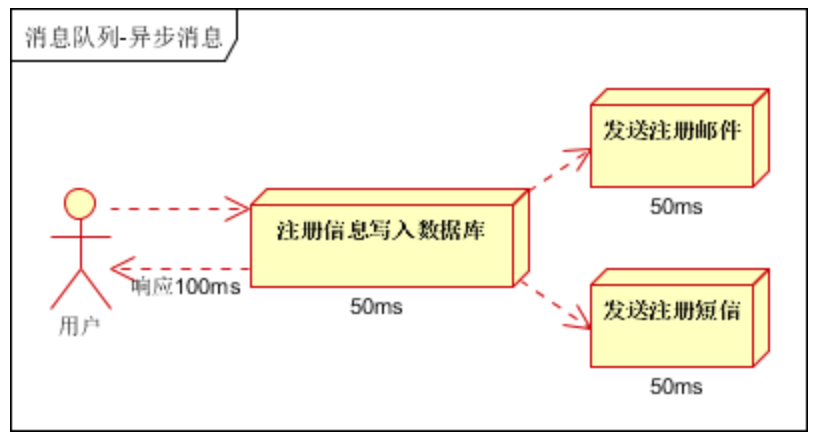 消息队列-异步消息
发送注册邮件
50ms
注册信息写入数据库
响应100ms
50ms
用户
发送注册短信
50ms